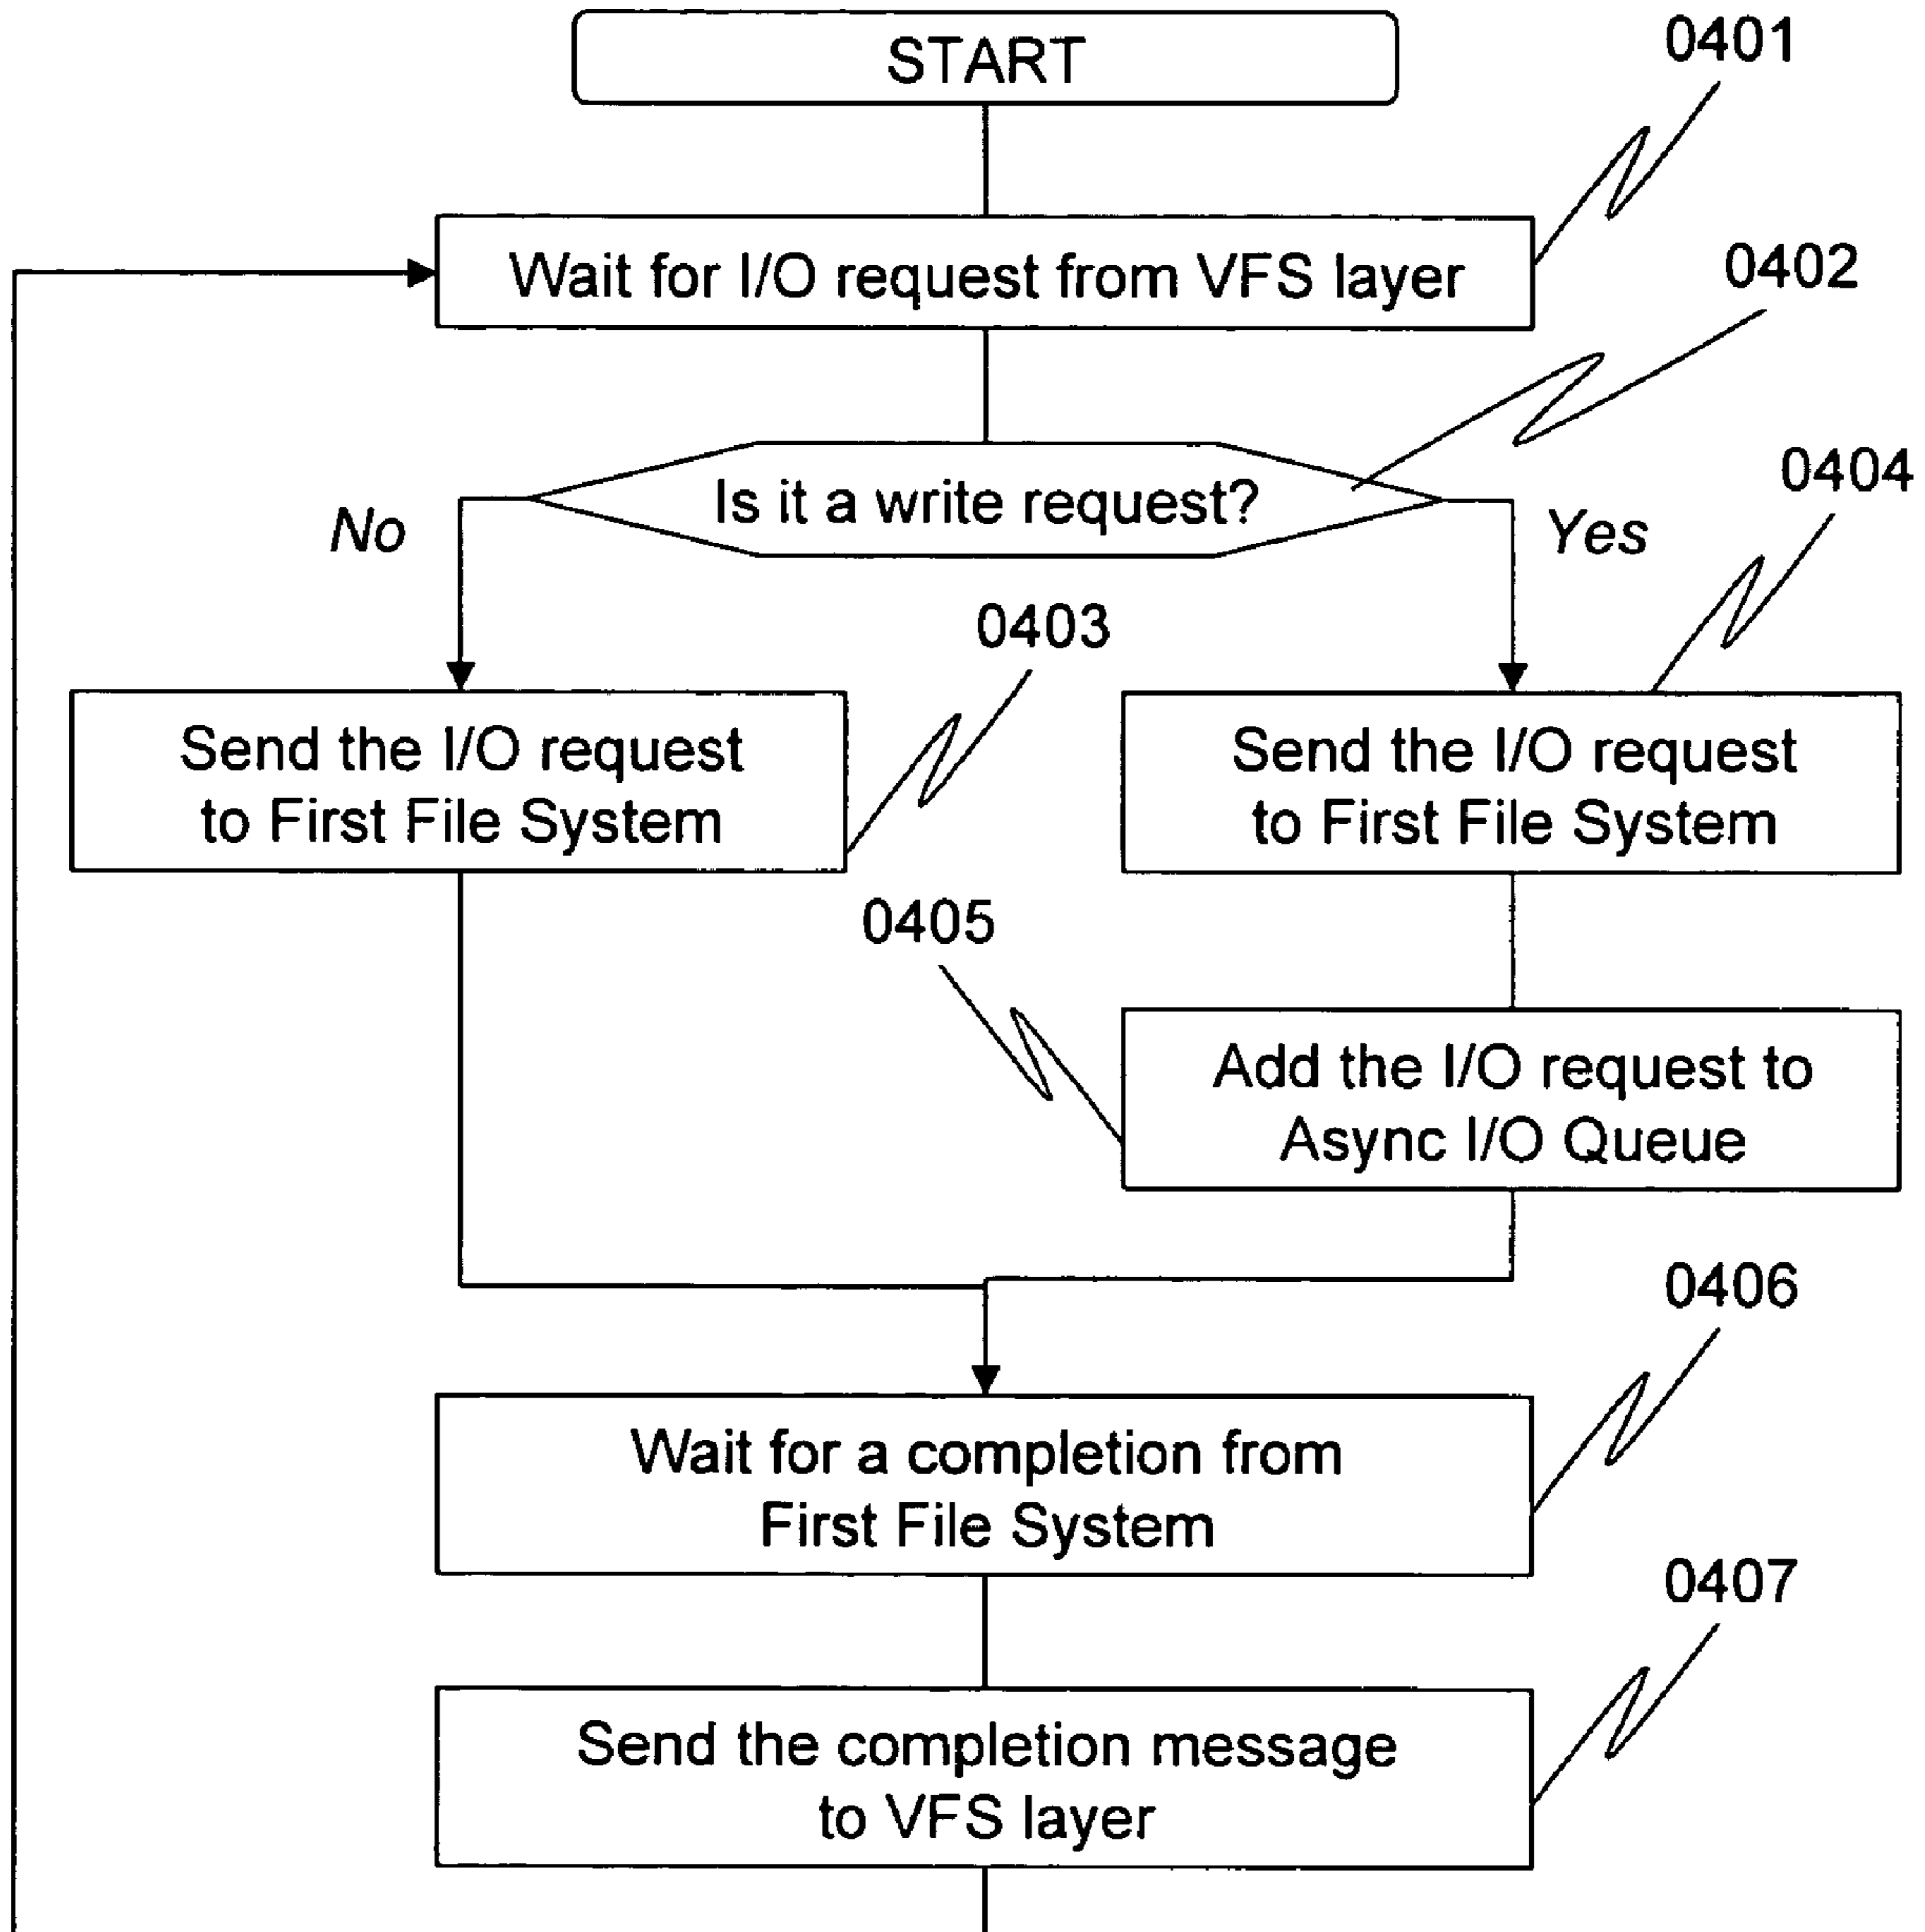 START
0401
Wait for I/O request from VFS layer
0402
Is it a write request?
No
Yes
0404
0403
Send the I/O request
to First File System
Send the I/O request
to First File System
0405
Add the I/O request to
Async I/O Queue
0406
Wait for a completion from
First File System
0407
Send the completion message
to VFS layer